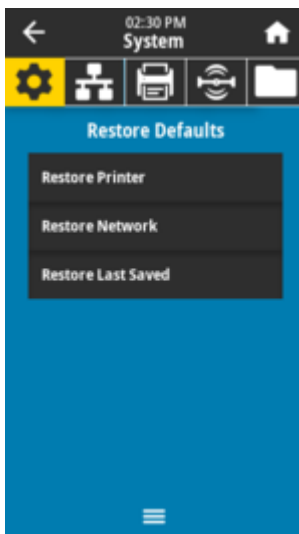 02:30 PM
System
Restore Defaults
Restore Printer
Restore Network
Restore Last Saved